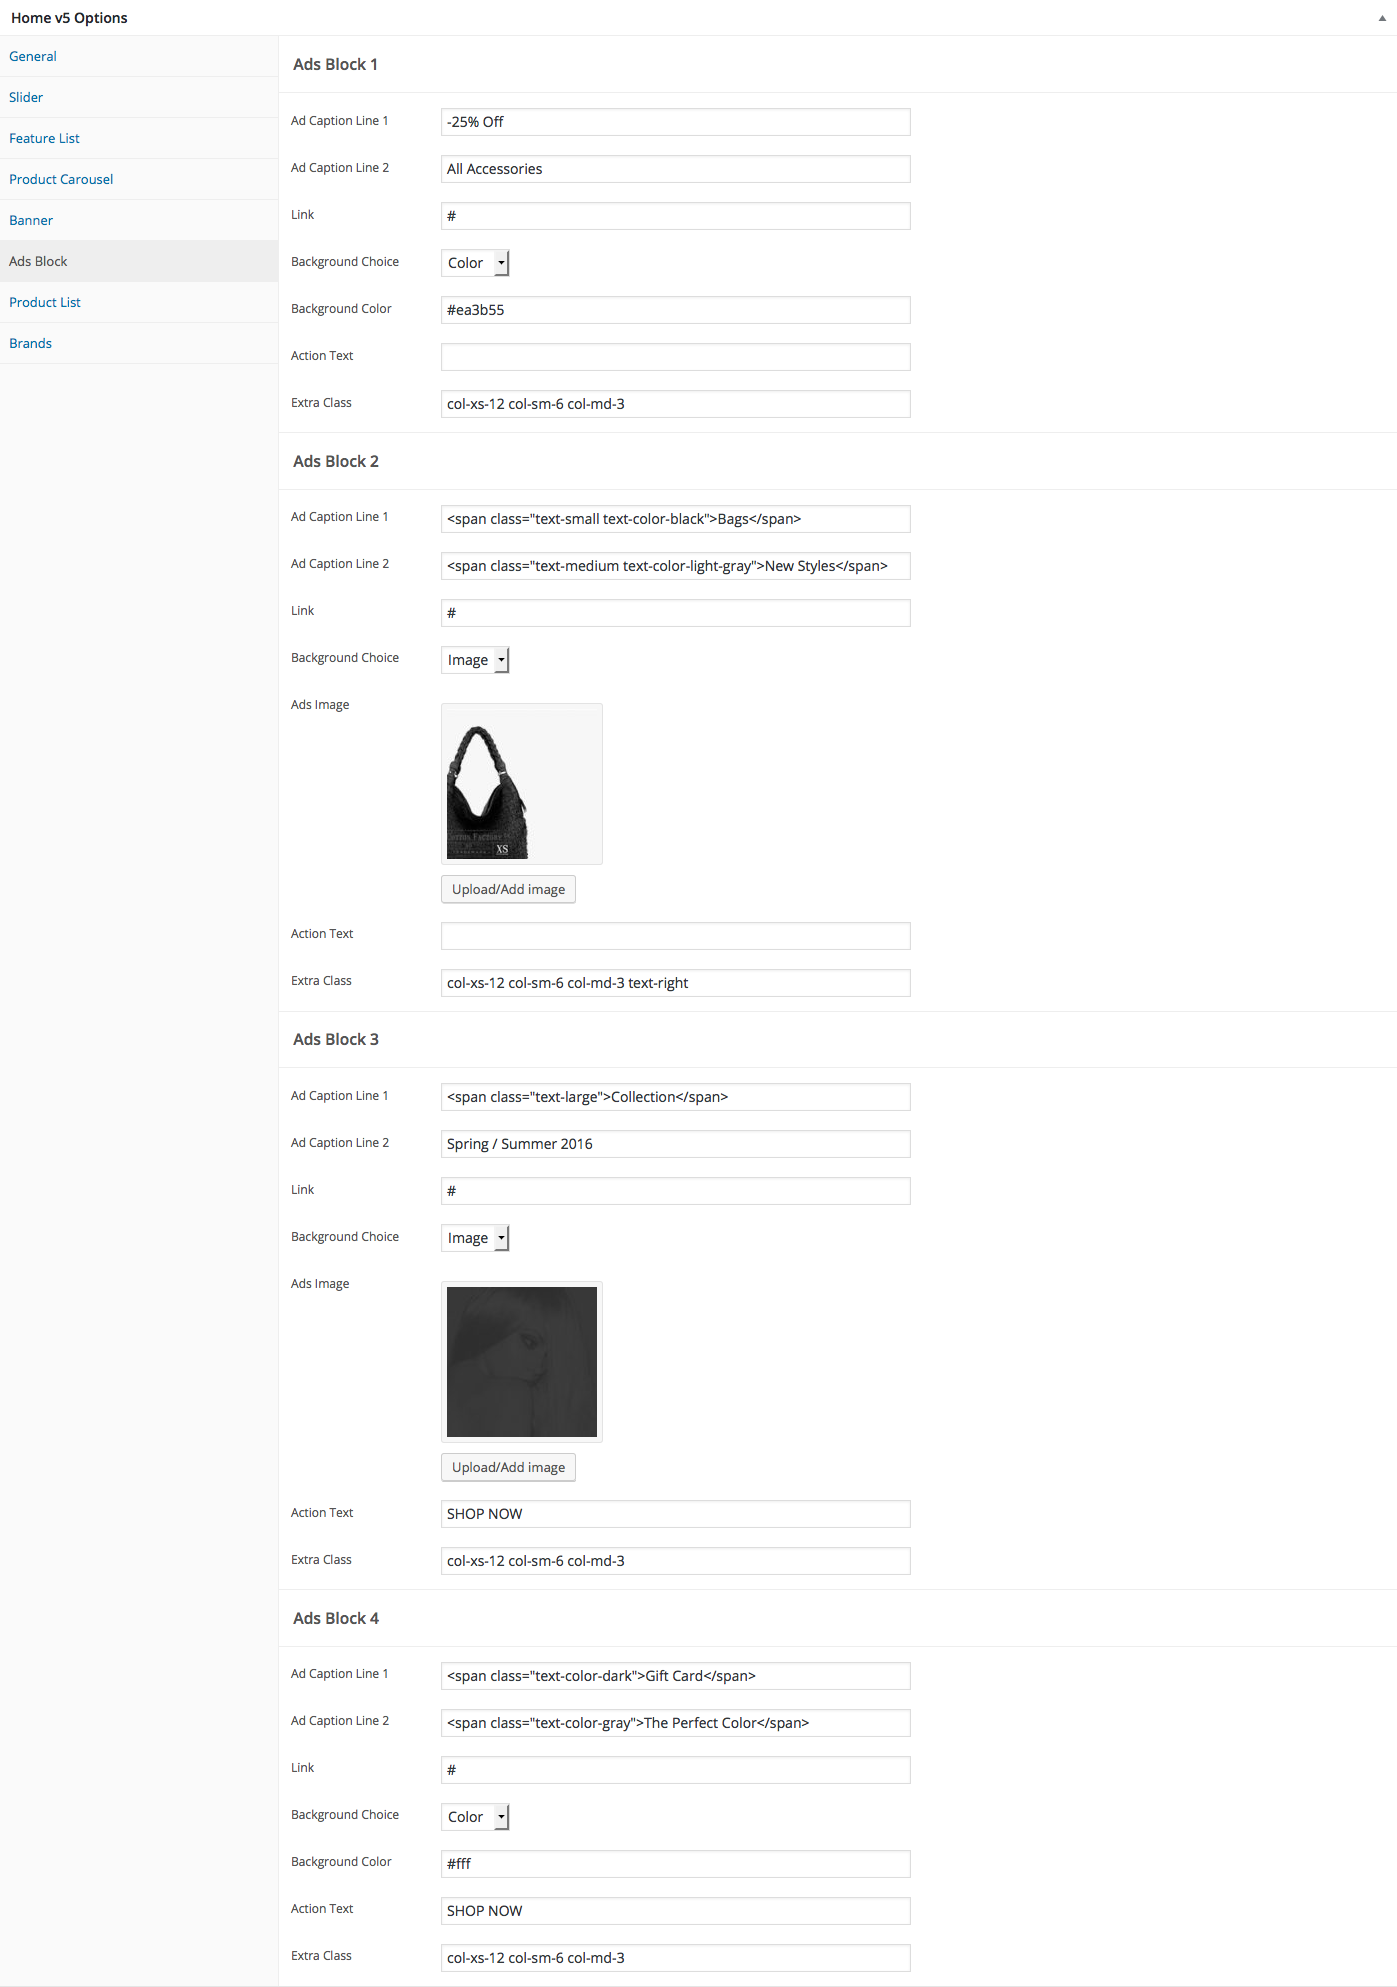 Home v5 Options
General
Slider
Feature List
Product Carousel
Banner
Ads Block
Product List
Brands
Ads Block 1
Ad Caption Line 1
-25% Off
Ad Caption Line 2
All Accessories
Link
#
Background Choice
Color
Background Color
#ea3b55
Action Text
Extra Class
col-xs-12 col-sm-6 col-md-3
Ads Block 2
Ad Caption Line 1
<span class="text-small text-color-black">Bags</span>
Ad Caption Line 2
<span class="text-medium text-color-light-gray">New Styles</span>
Link
#
Background Choice
Image
Ads Image
XS
Upload/Add image
Action Text
Extra Class
col-xs-12 col-sm-6 col-md-3 text-right
Ads Block 3
Ad Caption Line 1
<span class="text-large">Collection</span>
Ad Caption Line 2
Spring / Summer 2016
Link
#
Background Choice
Image
Ads Image
Upload/Add image
Action Text
SHOP NOW
Extra Class
col-xs-12 col-sm-6 col-md-3
Ads Block 4
Ad Caption Line 1
<span class="text-color-dark">Gift Card</span>
Ad Caption Line 2
<span class="text-color-gray">The Perfect Color</span>
Link
#
Background Choice
Color
Background Color
#fff
Action Text
SHOP NOW
Extra Class
col-xs-12 col-sm-6 col-md-3